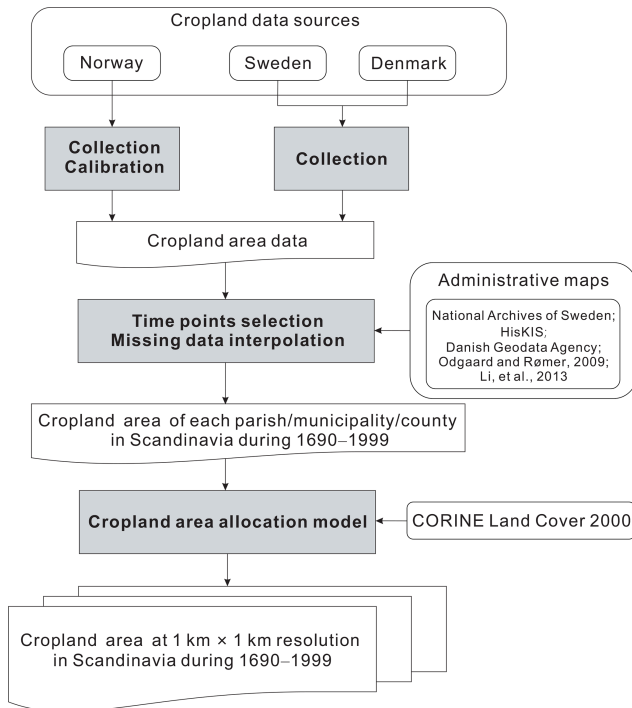 Cropland data sources
Norway
Sweden
Denmark
Collection
Calibration
Collection
Cropland area data
Administrative maps
National Archives of Sweden;
HisKIS;
Danish Geodata Agency;
Odgaard and Rømer, 2009;
Li, et al., 2013
Time points selection
Missing data interpolation
Cropland area of each parish/municipality/county
in Scandinavia during 1690–1999
Cropland area allocation model
CORINE Land Cover 2000
Cropland area at 1 km × 1 km resolution
in Scandinavia during 1690–1999